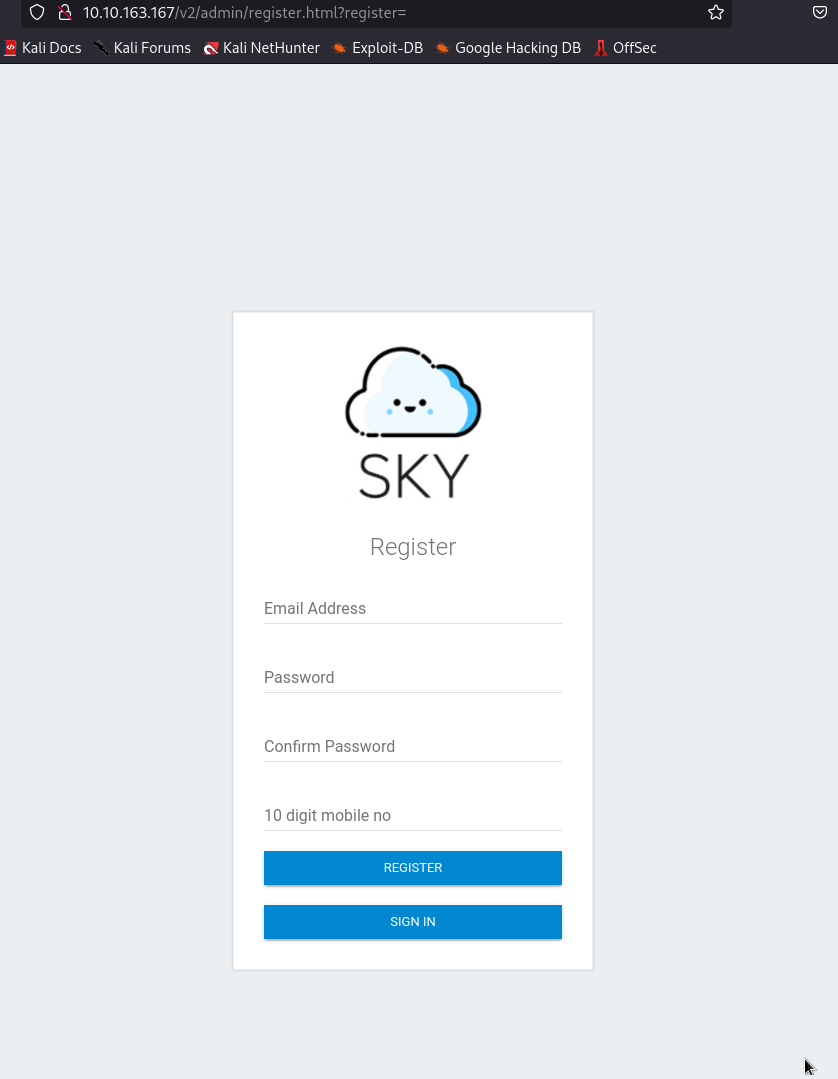 10.10.163.167/v2/admin/register.html?register=
Kali Docs Kali Forums Kali NetHunter Exploit-DB Google Hacking DB OffSec
SKY
Register
Email Address
Password
Confirm Password
10 digit mobile no
REGISTER
SIGN IN